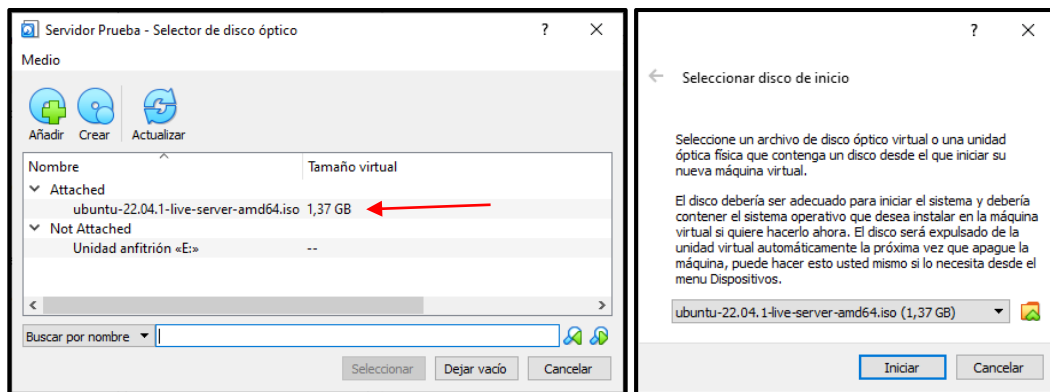 Servidor Prueba - Selector de disco óptico
Medio
Añadir Crear Actualizar
Nombre Tamaño virtual
Attached
ubuntu-22.04.1-live-server-amd64.iso 1,37 GB
Not Attached
Unidad anfitrión «E:» --
Buscar por nombre
Seleccionar Dejar vacío Cancelar
Seleccionar disco de inicio
Seleccione un archivo de disco óptico virtual o una unidad
óptica física que contenga un disco desde el que iniciar su
nueva máquina virtual.
El disco debería ser adecuado para iniciar el sistema y debería
contener el sistema operativo que desea instalar en la máquina
virtual si quiere hacerlo ahora. El disco será expulsado de la
unidad virtual automáticamente la próxima vez que apague la
máquina, puede hacer esto usted mismo si lo necesita desde el
menu Dispositivos.
ubuntu-22.04.1-live-server-amd64.iso (1,37 GB)
Iniciar Cancelar